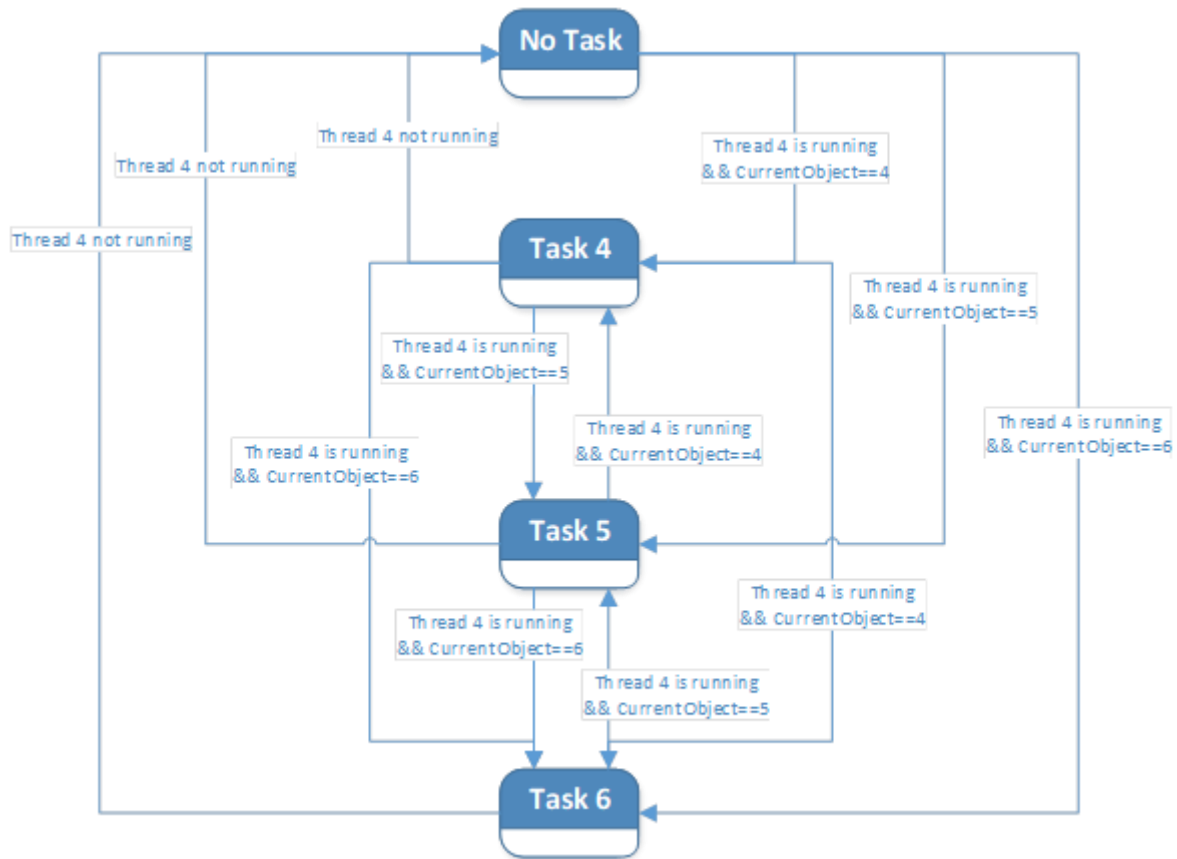 No Task
Thread 4 not running
Thread 4 is running
&& CurrentObject==4
Thread 4 not running
Thread 4 not running
Task 4
Thread 4 is running
&& CurrentObject==5
Thread 4 is running
&& CurrentObject==5
Thread 4 is running
&& CurrentObject==4
Thread 4 is running
&& CurrentObject==6
Thread 4 is running
&& CurrentObject==6
Task 5
Thread 4 is running
&& CurrentObject==4
Thread 4 is running
&& CurrentObject==6
Thread 4 is running
&& CurrentObject==5
Task 6